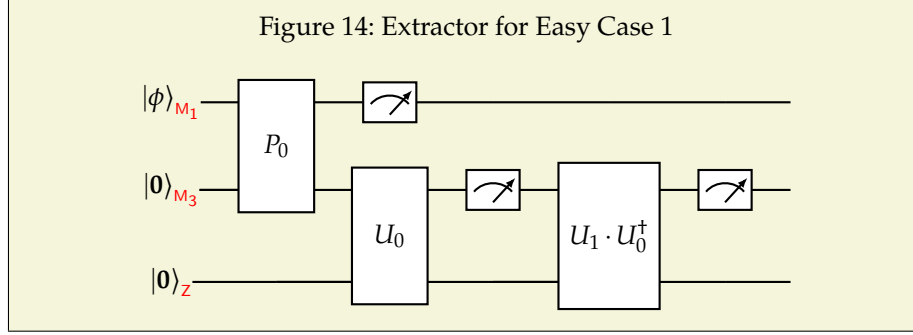 Figure 14: Extractor for Easy Case 1
|ϕ⟩M₁
P₀
|0⟩M₃
U₀
U₁ · U₀†
|0⟩Z